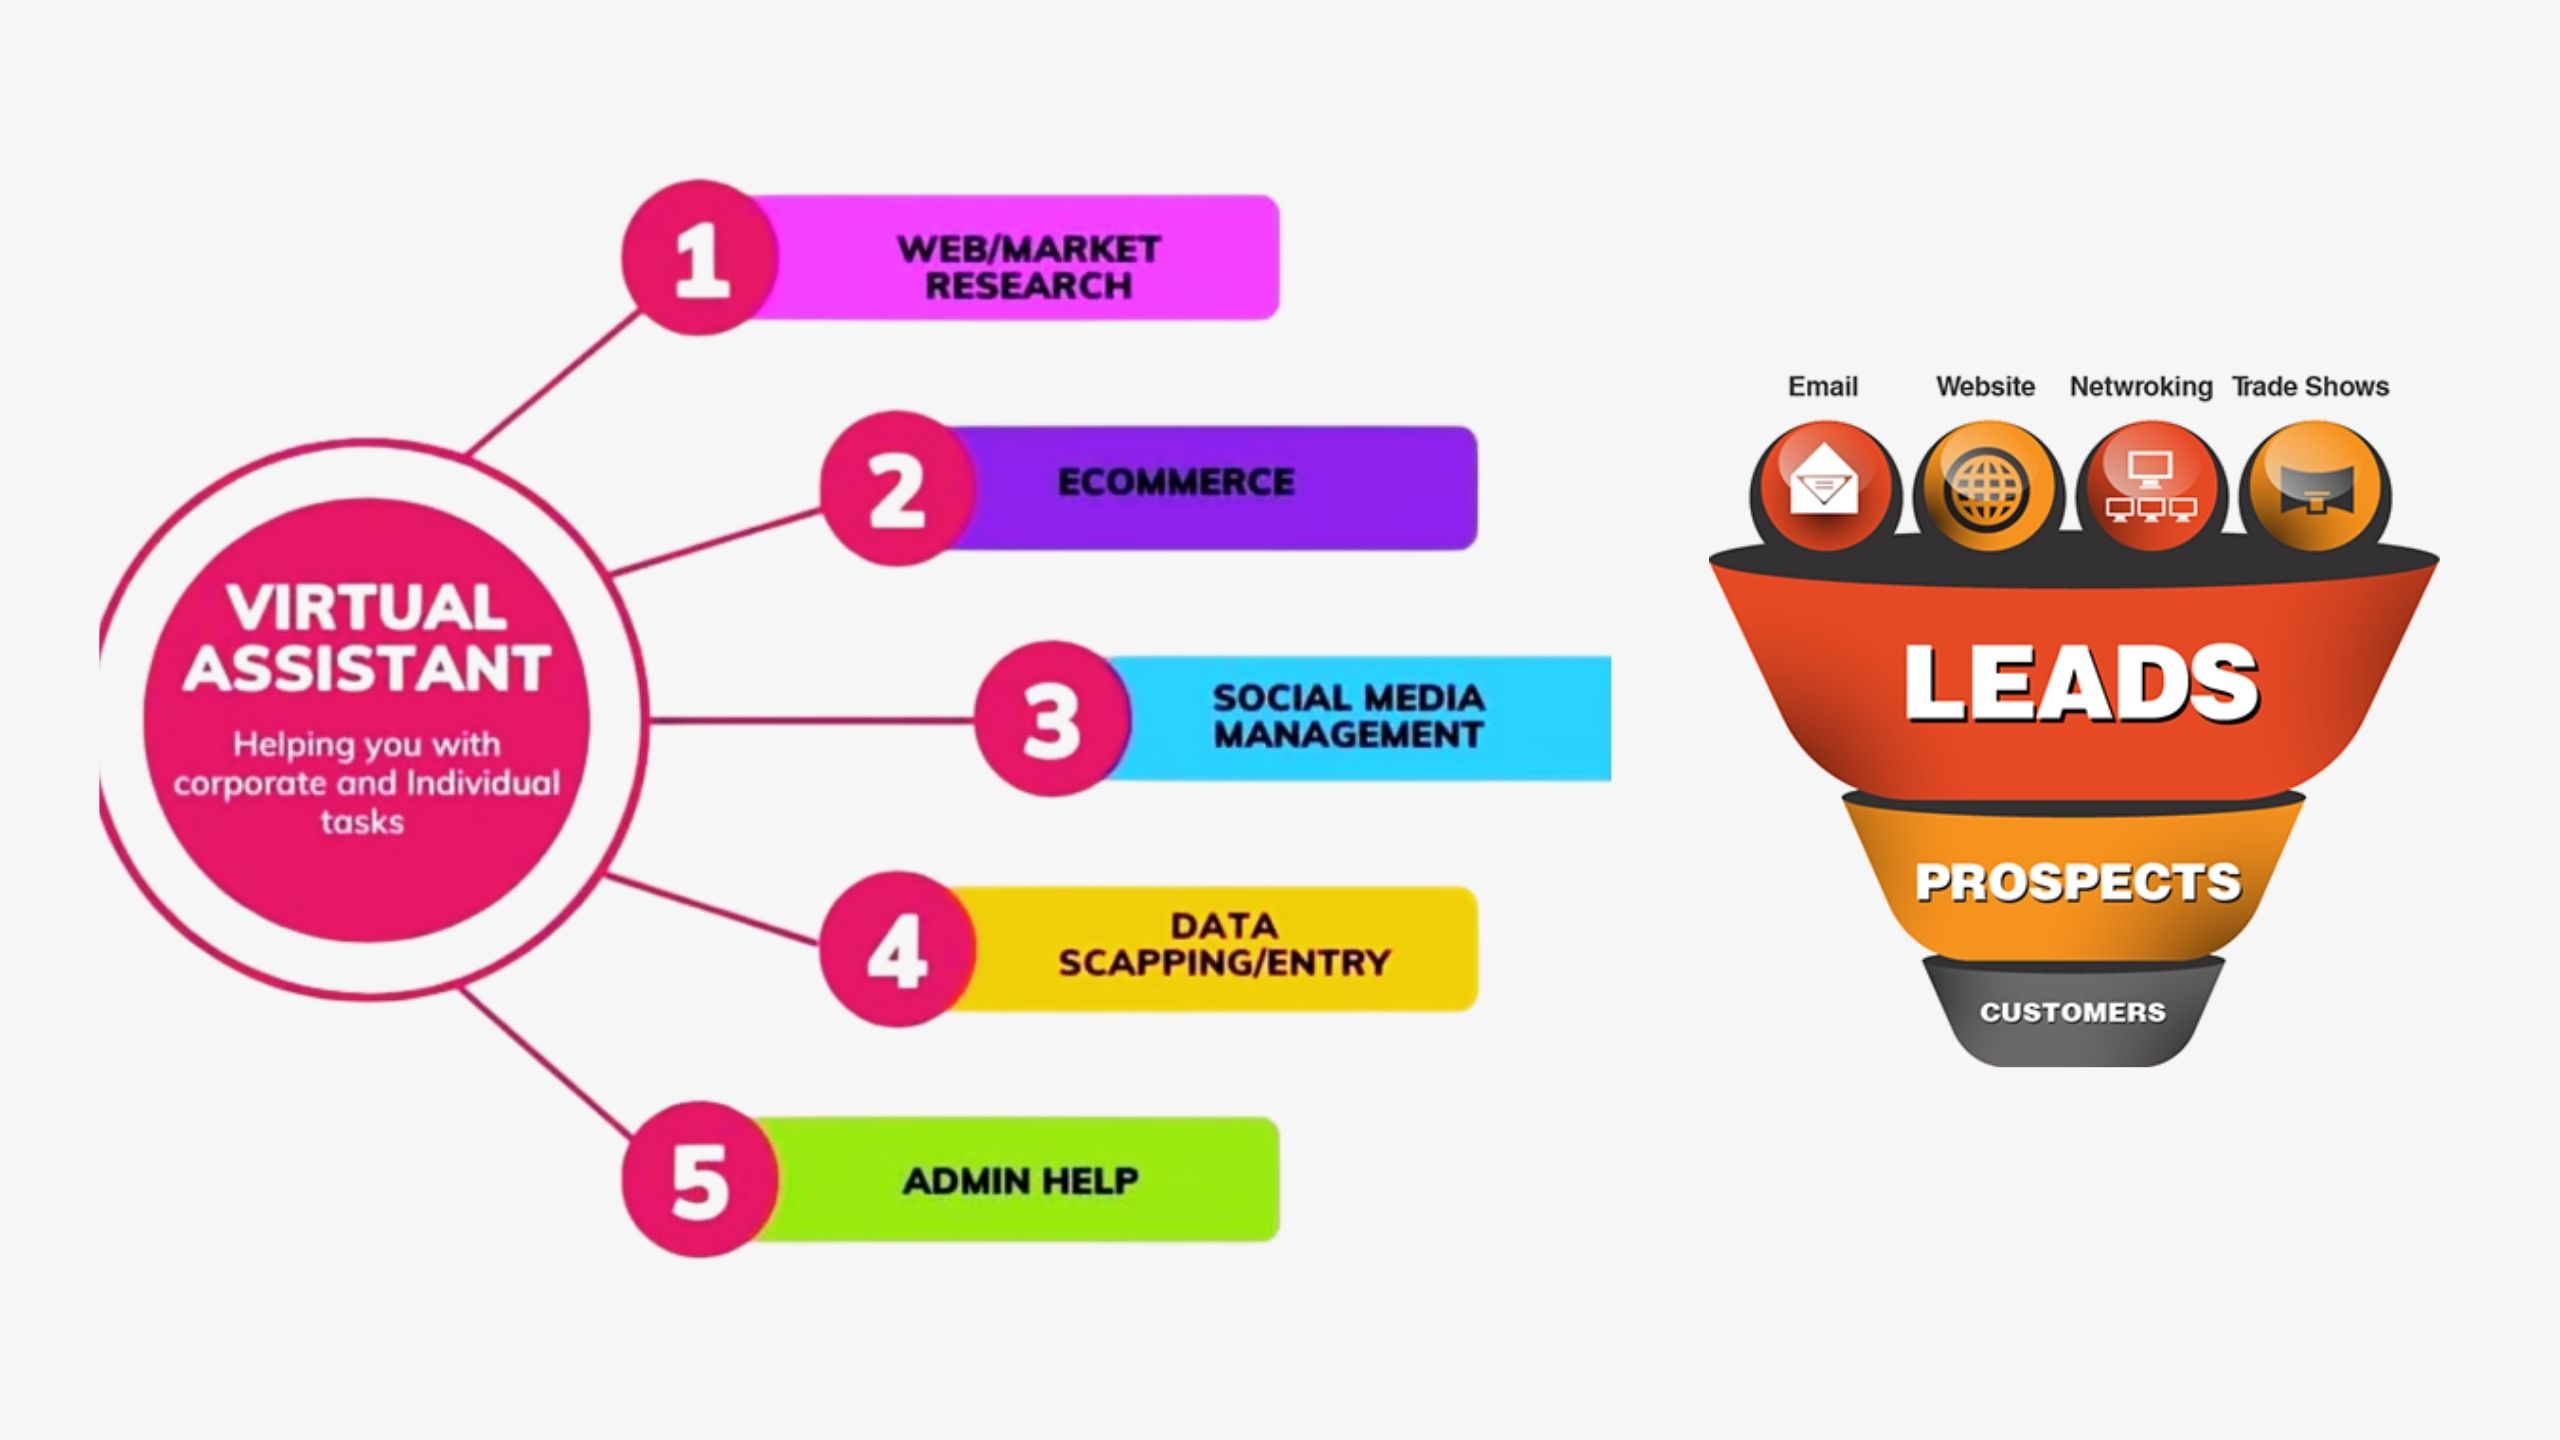 VIRTUAL
ASSISTANT
Helping you with
corporate and Individual
tasks
1
WEB/MARKET
RESEARCH
2
ECOMMERCE
3
SOCIAL MEDIA
MANAGEMENT
4
DATA
SCAPPING/ENTRY
5
ADMIN HELP
Email
Website
Netwroking
Trade Shows
LEADS
PROSPECTS
CUSTOMERS